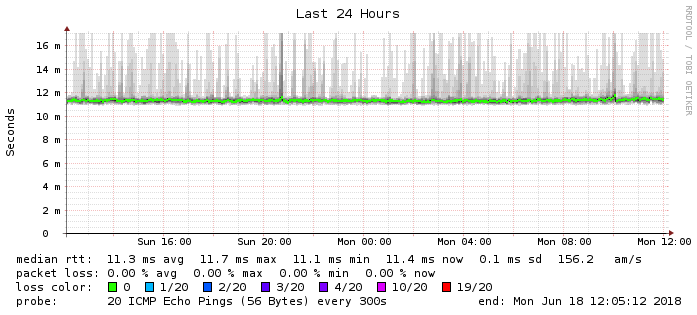 Last 24 Hours
RRDTOOL / TOBI OETIKER
Seconds
16 m
14 m
12 m
10 m
8 m
6 m
4 m
2 m
0
Sun 16:00 Sun 20:00 Mon 00:00 Mon 04:00 Mon 08:00 Mon 12:00
median rtt: 11.3 ms avg 11.7 ms max 11.1 ms min 11.4 ms now 0.1 ms sd 156.2 am/s
packet loss: 0.00 % avg 0.00 % max 0.00 % min 0.00 % now
loss color: 0 1/20 2/20 3/20 4/20 10/20 19/20
probe: 20 ICMP Echo Pings (56 Bytes) every 300s end: Mon Jun 18 12:05:12 2018